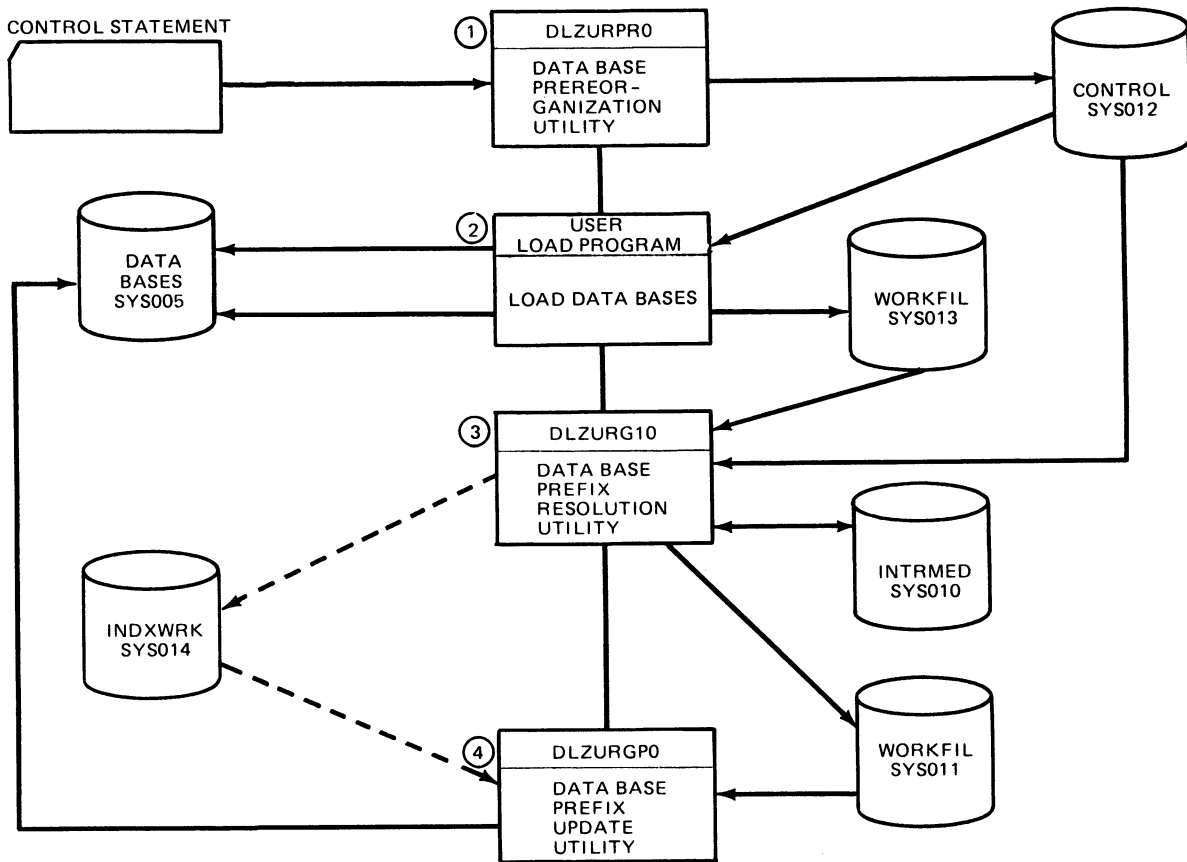 CONTROL STATEMENT
1
DLZURPR0
DATA BASE
PREREOR-
GANIZATION
UTILITY
CONTROL
SYS012
2
USER
LOAD PROGRAM
LOAD DATA BASES
DATA
BASES
SYS005
WORKFIL
SYS013
3
DLZURG10
DATA BASE
PREFIX
RESOLUTION
UTILITY
INTRMED
SYS010
INDXWRK
SYS014
4
DLZURGP0
DATA BASE
PREFIX
UPDATE
UTILITY
WORKFIL
SYS011